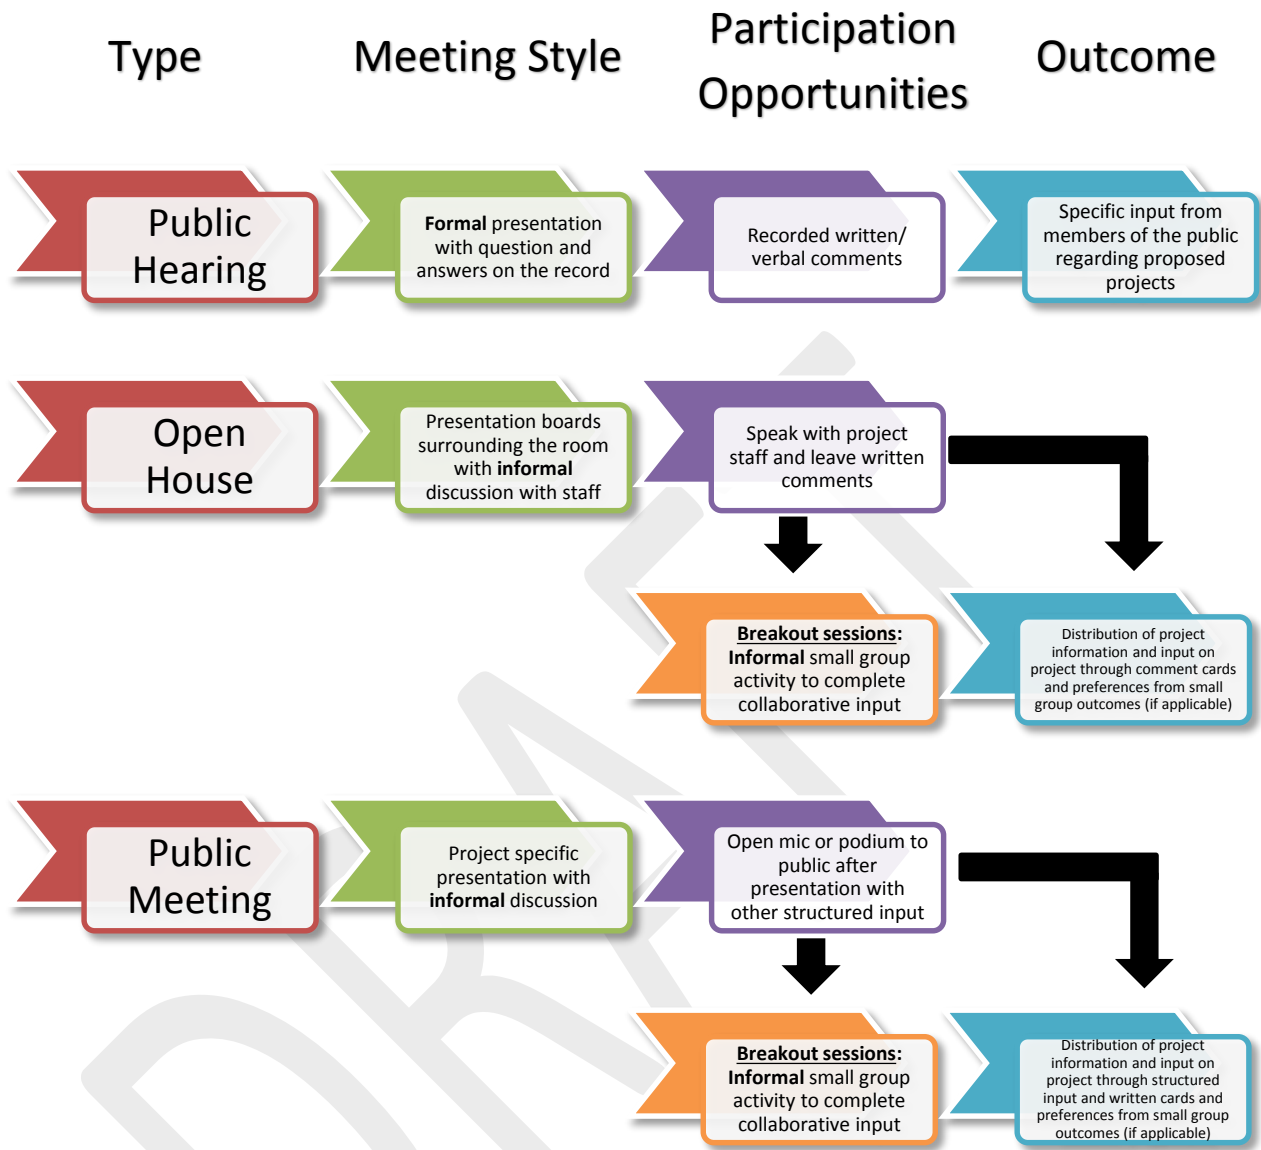 Type
Meeting Style
Participation
Opportunities
Outcome
Public
Hearing
Formal presentation
with question and
answers on the record
Recorded written/
verbal comments
Specific input from
members of the public
regarding proposed
projects
Open
House
Presentation boards
surrounding the room
with informal
discussion with staff
Speak with project
staff and leave written
comments
Breakout sessions:
Informal small group
activity to complete
collaborative input
Distribution of project
information and input on
project through comment cards
and preferences from small
group outcomes (if applicable)
Public
Meeting
Project specific
presentation with
informal discussion
Open mic or podium to
public after
presentation with
other structured input
Breakout sessions:
Informal small group
activity to complete
collaborative input
Distribution of project
information and input on
project through structured
input and written cards and
preferences from small group
outcomes (if applicable)
DRAFT